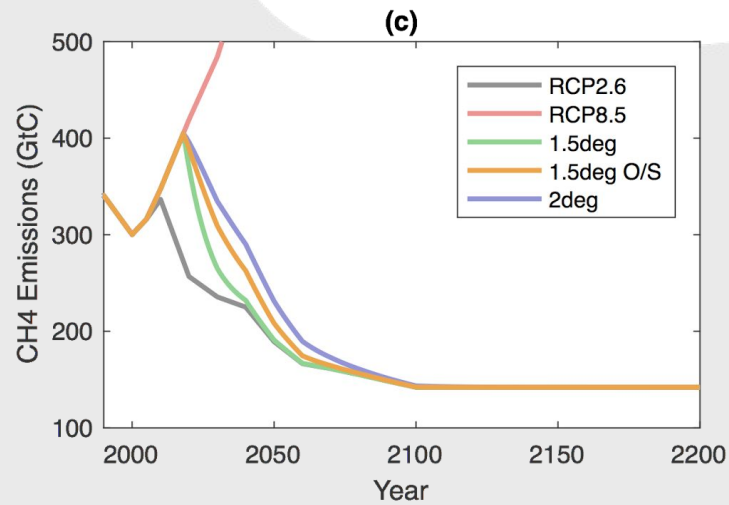 (c)
500
400
300
200
100
CH4 Emissions (GtC)
RCP2.6
RCP8.5
1.5deg
1.5deg O/S
2deg
2000
2050
2100
2150
2200
Year